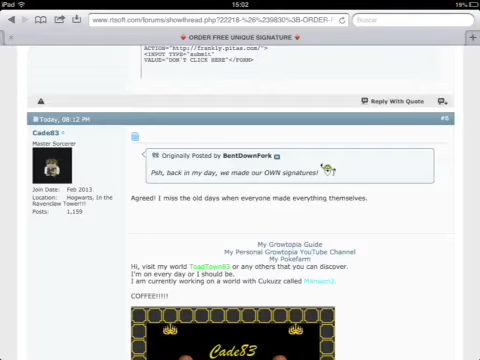 iPad
15:02
19%
www.rtsoft.com/forums/showthread.php?22218-%26%239830%3B-ORDER-F
ORDER FREE UNIQUE SIGNATURE
ACTION="http://frankly.pitas.com/">
<INPUT TYPE="submit"
VALUE="DON'T CLICK HERE"</FORM>
Reply With Quote
Today, 08:12 PM
#6
Cade83
Master Sorcerer
Join Date: Feb 2013
Location: Hogwarts, In the
Ravenclaw Tower!!!
Posts: 1,159
Originally Posted by BentDownFork
Psh, back in my day, we made our OWN signatures!
Agreed! I miss the old days when everyone made everything themselves.
My Growtopia Guide
My Personal Growtopia YouTube Channel
My Pokefarm
Hi, visit my world ToadTown83 or any others that you can discover.
I'm on every day or I should be.
I am currently working on a world with Cukuzz called
COFFEE!!!!!
Cade83